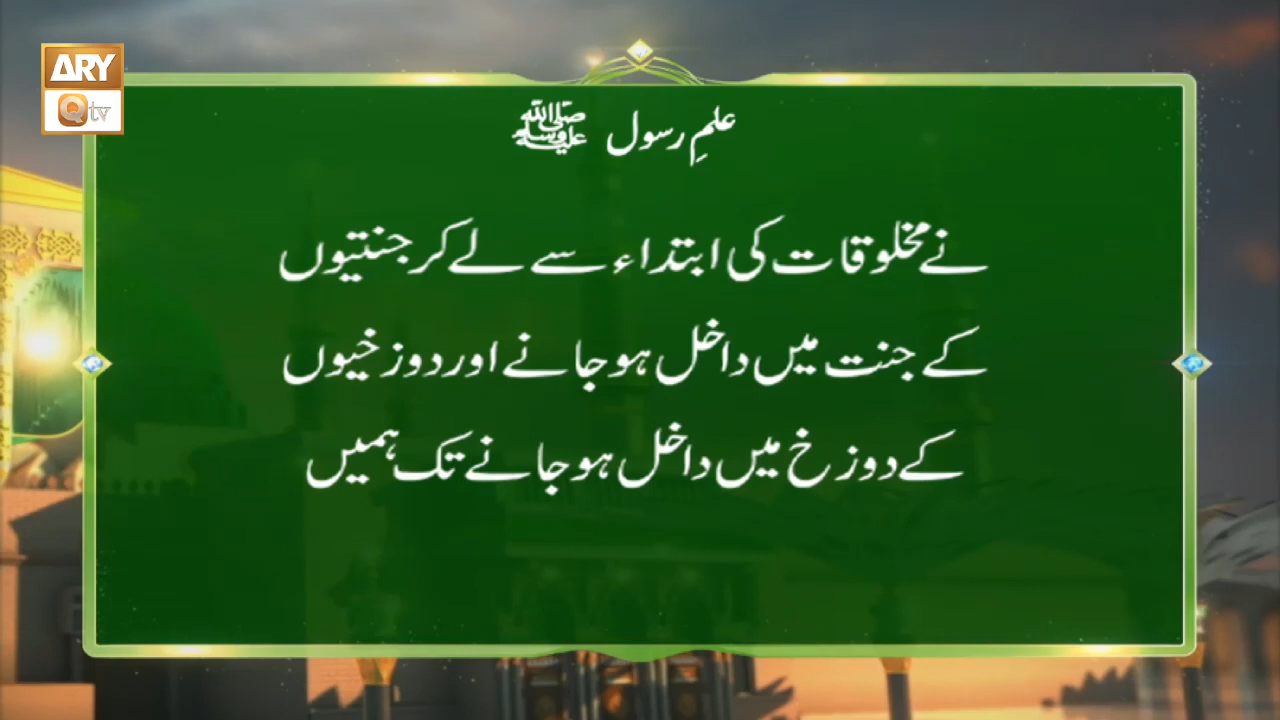 ARY
Qtv
علمِ رسول ﷺ
نے مخلوقات کی ابتداء سے لے کر جنتیوں
کے جنت میں داخل ہو جانے اور دوزخیوں
کے دوزخ میں داخل ہو جانے تک ہمیں